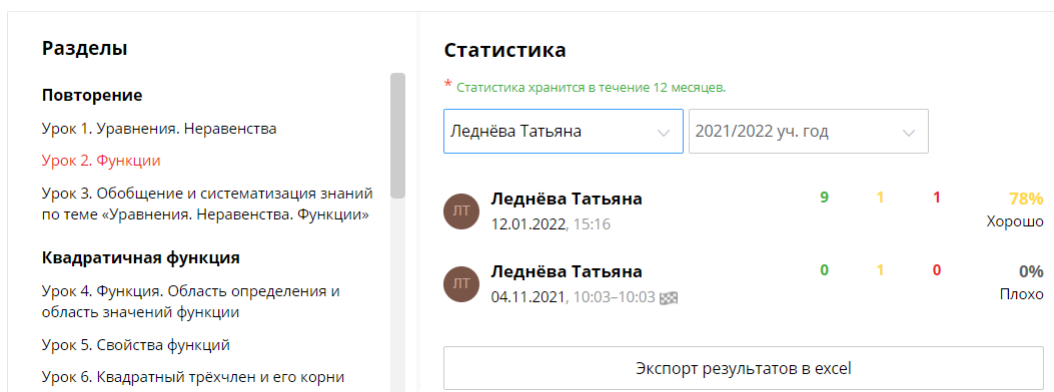 Разделы
Повторение
Урок 1. Уравнения. Неравенства
Урок 2. Функции
Урок 3. Обобщение и систематизация знаний
по теме «Уравнения. Неравенства. Функции»
Квадратичная функция
Урок 4. Функция. Область определения и
область значений функции
Урок 5. Свойства функций
Урок 6. Квадратный трёхчлен и его корни
Статистика
* Статистика хранится в течение 12 месяцев.
Леднёва Татьяна
2021/2022 уч. год
ЛТ Леднёва Татьяна 9 1 1 78%
12.01.2022, 15:16 Хорошо
ЛТ Леднёва Татьяна 0 1 0 0%
04.11.2021, 10:03–10:03 Плохо
Экспорт результатов в excel